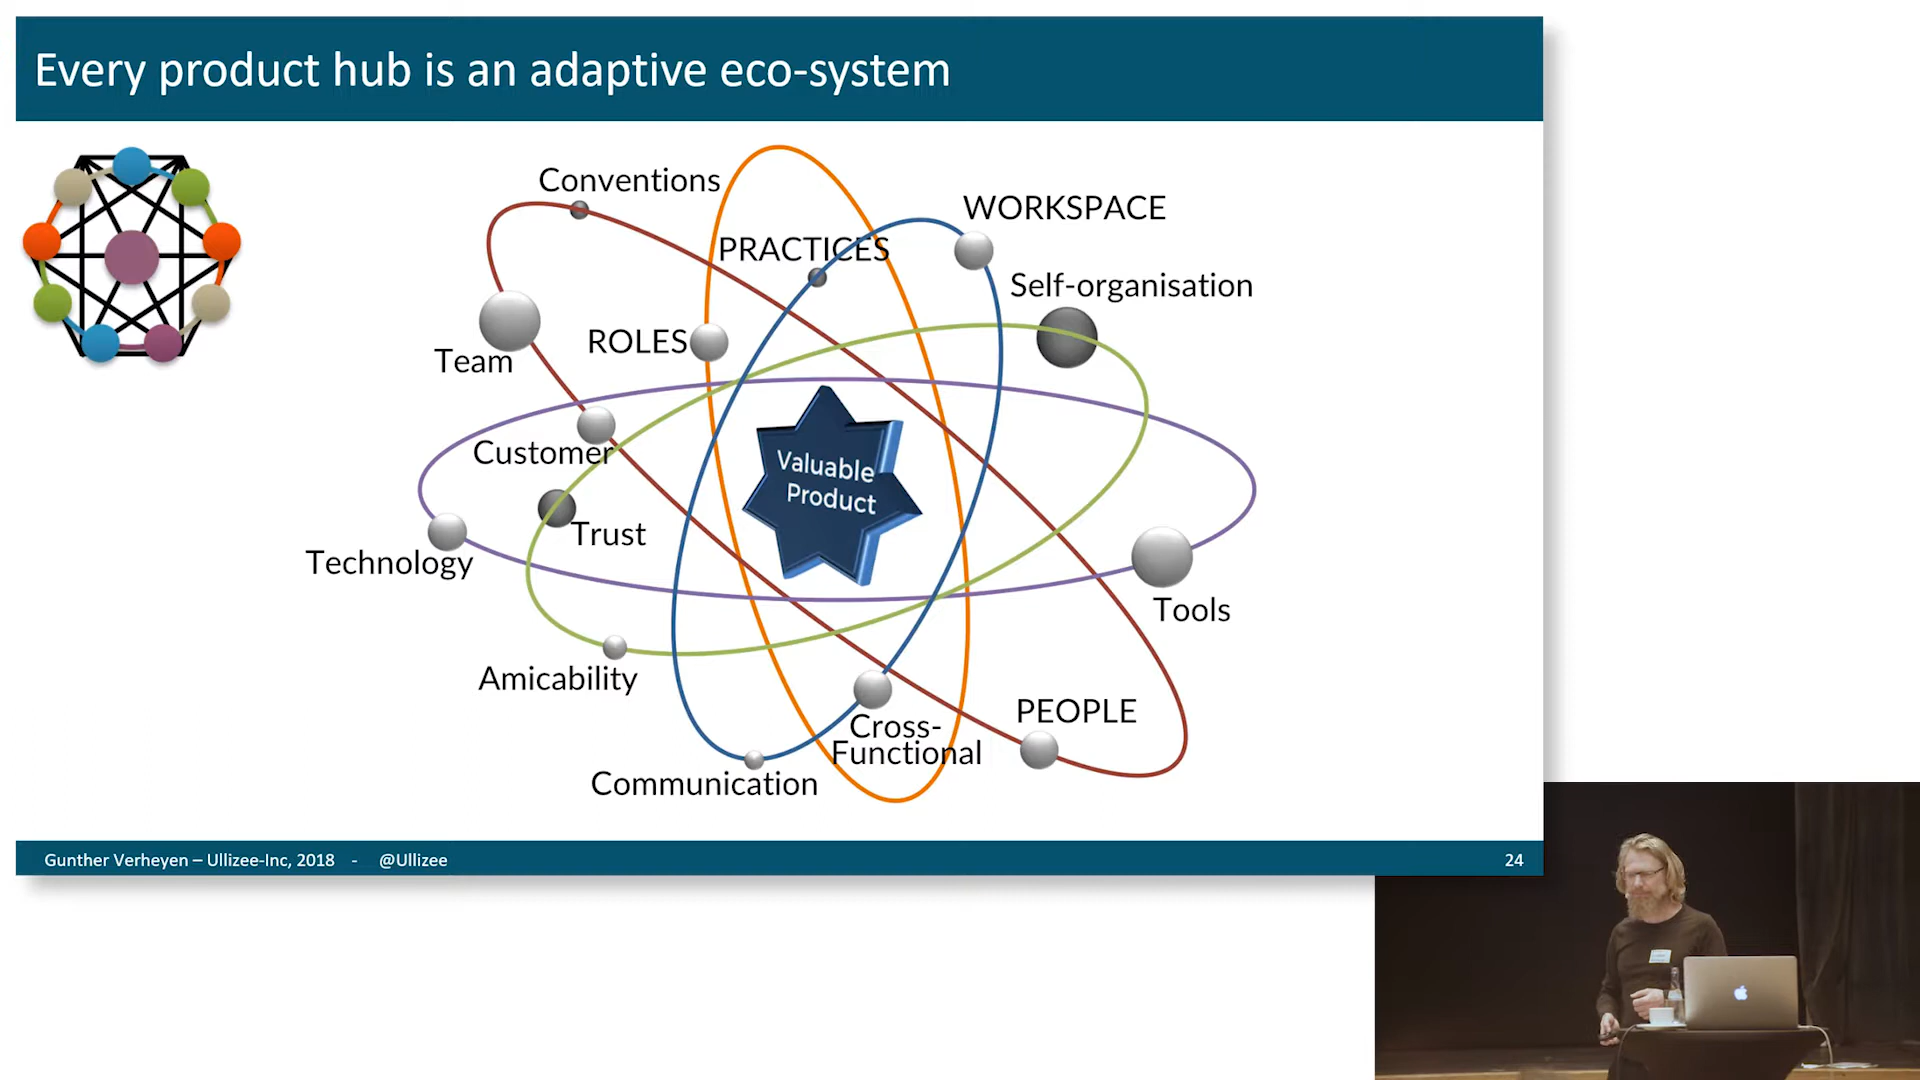 Every product hub is an adaptive eco-system
Conventions
WORKSPACE
PRACTICES
Self-organisation
ROLES
Team
Customer
Valuable
Product
Trust
Technology
Tools
Amicability
PEOPLE
Cross-
Functional
Communication
Gunther Verheyen – Ullizee-Inc, 2018 - @Ullizee
24